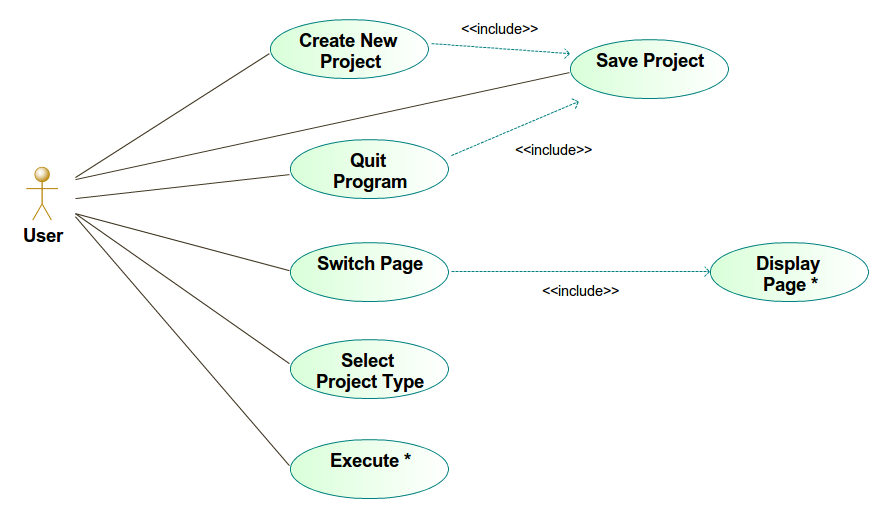 Create New
Project
<<include>>
Save Project
Quit
Program
<<include>>
User
Switch Page
<<include>>
Display
Page *
Select
Project Type
Execute *